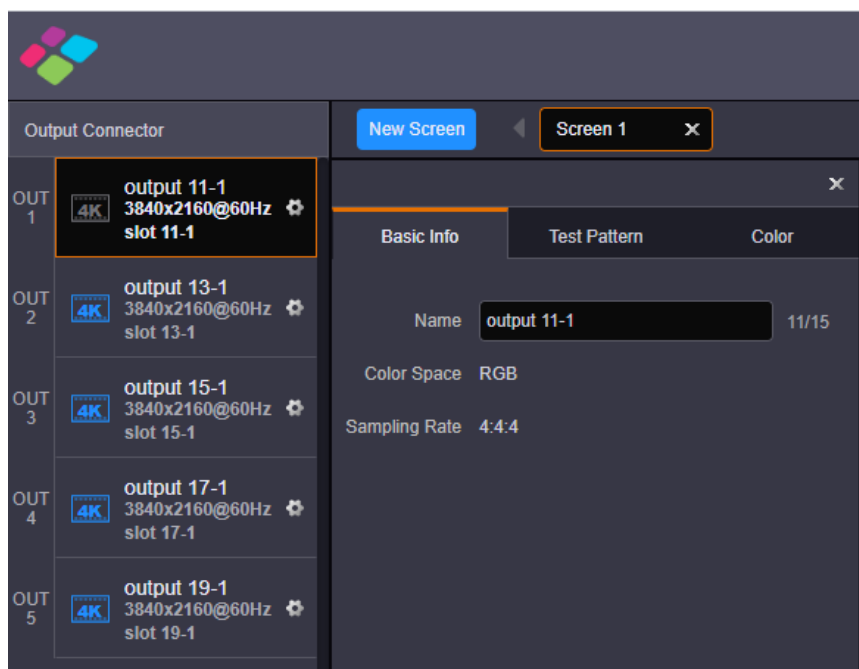 Output Connector
New Screen
Screen 1
OUT 1
4K
output 11-1
3840x2160@60Hz
slot 11-1
OUT 2
4K
output 13-1
3840x2160@60Hz
slot 13-1
OUT 3
4K
output 15-1
3840x2160@60Hz
slot 15-1
OUT 4
4K
output 17-1
3840x2160@60Hz
slot 17-1
OUT 5
4K
output 19-1
3840x2160@60Hz
slot 19-1
Basic Info
Test Pattern
Color
Name output 11-1 11/15
Color Space RGB
Sampling Rate 4:4:4